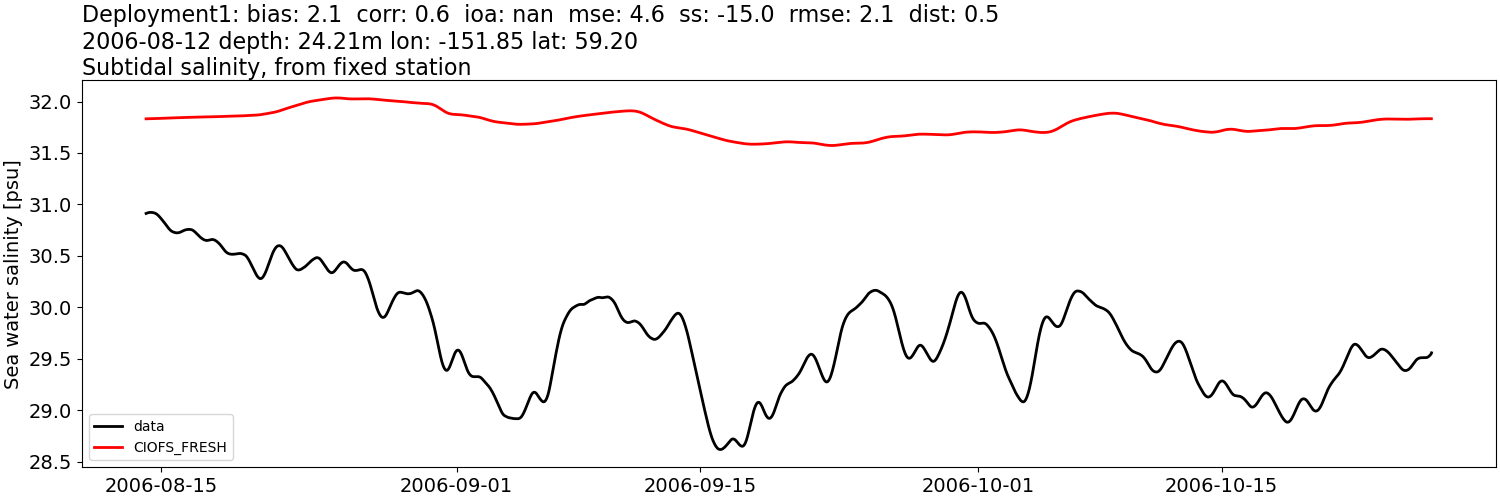 Deployment1: bias: 2.1  corr: 0.6  ioa: nan  mse: 4.6  ss: -15.0  rmse: 2.1  dist: 0.5
2006-08-12 depth: 24.21m lon: -151.85 lat: 59.20
Subtidal salinity, from fixed station
Sea water salinity [psu]
32.0
31.5
31.0
30.5
30.0
29.5
29.0
28.5
data
CIOFS_FRESH
2006-08-15
2006-09-01
2006-09-15
2006-10-01
2006-10-15